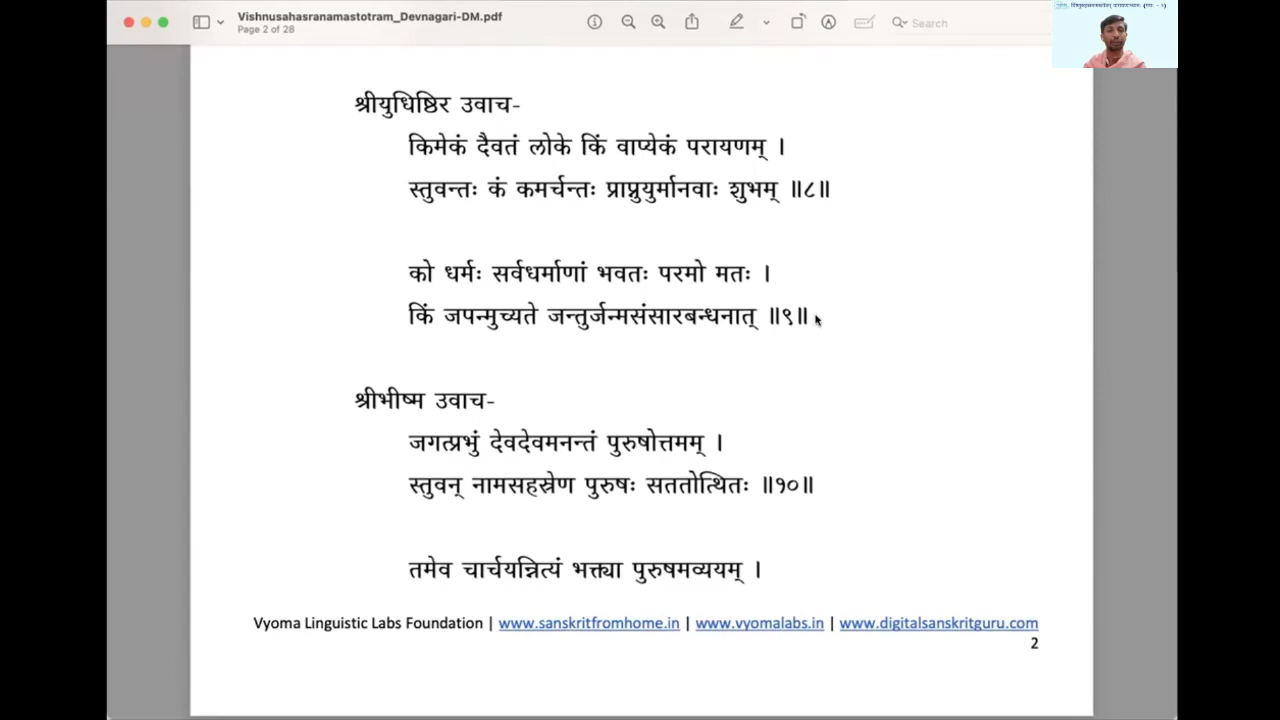 Vishnusahasranamastotram_Devnagari-DM.pdf
Page 2 of 28
Search
श्रीयुधिष्ठिर उवाच-
किमेकं दैवतं लोके किं वाप्येकं परायणम् ।
स्तुवन्तः कं कमर्चन्तः प्राप्नुयुर्मानवाः शुभम् ॥८॥
को धर्मः सर्वधर्माणां भवतः परमो मतः ।
किं जपन्मुच्यते जन्तुर्जन्मसंसारबन्धनात् ॥९॥
श्रीभीष्म उवाच-
जगत्प्रभुं देवदेवमनन्तं पुरुषोत्तमम् ।
स्तुवन् नामसहस्रेण पुरुषः सततोत्थितः ॥१०॥
तमेव चार्चयन्नित्यं भक्त्या पुरुषमव्ययम् ।
Vyoma Linguistic Labs Foundation | www.sanskritfromhome.in | www.vyomalabs.in | www.digitalsanskritguru.com
2